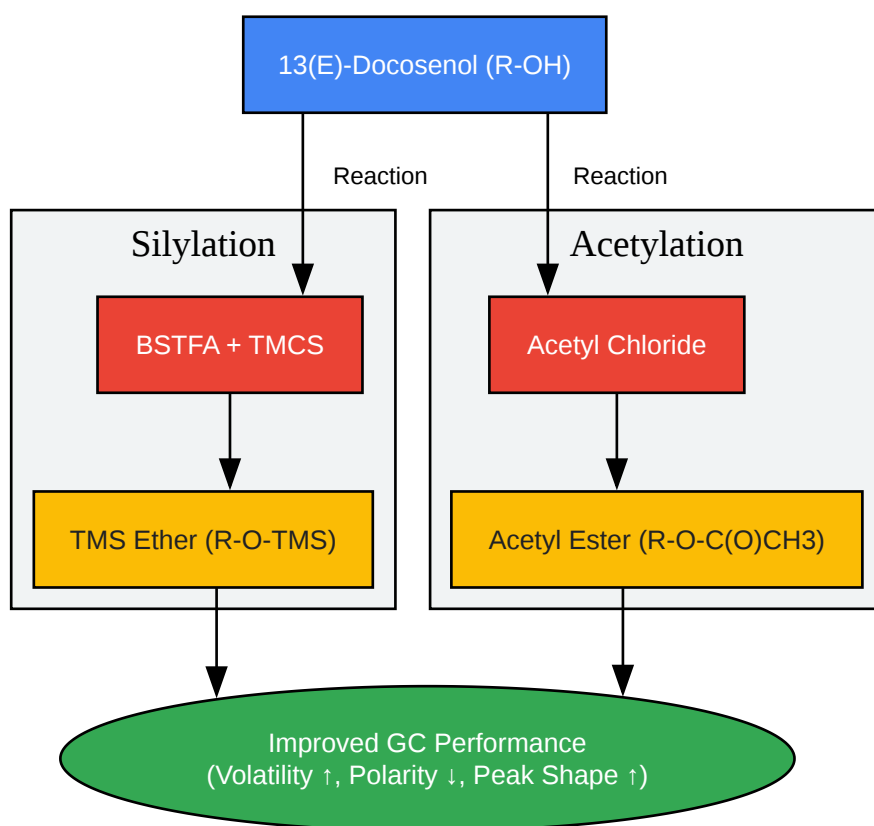 13(E)-Docosenol (R-OH)
Reaction
Reaction
Silylation
Acetylation
BSTFA + TMCS
Acetyl Chloride
TMS Ether (R-O-TMS)
Acetyl Ester (R-O-C(O)CH3)
Improved GC Performance
(Volatility ↑, Polarity ↓, Peak Shape ↑)